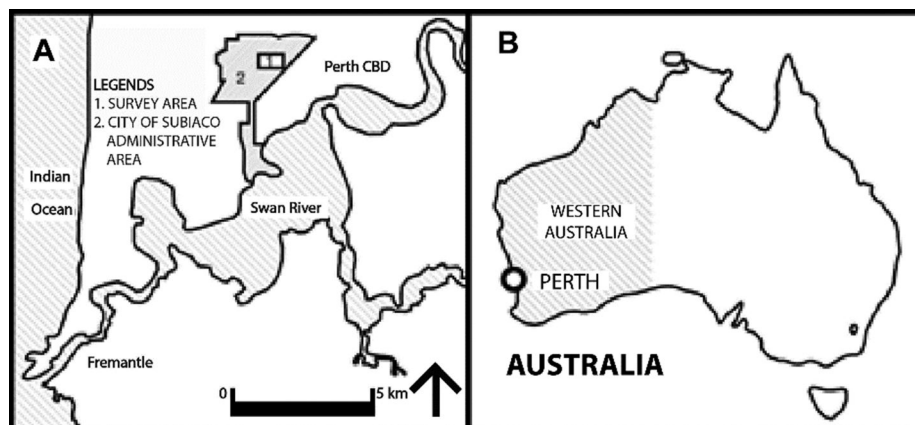 A
Perth CBD
1
2
LEGENDS
1. SURVEY AREA
2. CITY OF SUBIACO
ADMINISTRATIVE
AREA
Indian
Ocean
Swan River
Fremantle
0
5 km
B
WESTERN
AUSTRALIA
PERTH
AUSTRALIA